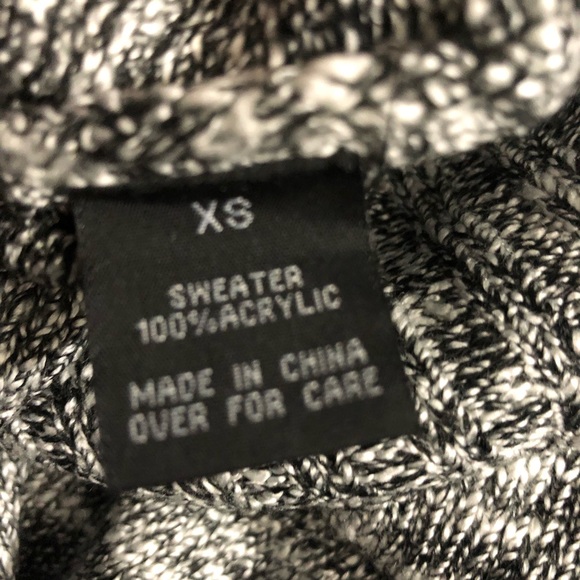 XS
SWEATER
100%ACRYLIC
MADE IN CHINA
OVER FOR CARE